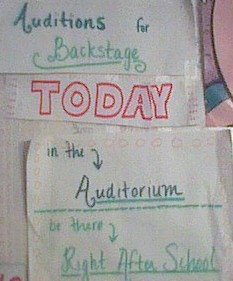 Auditions for
Backstage
TODAY
in the
Auditorium
be there
Right After School